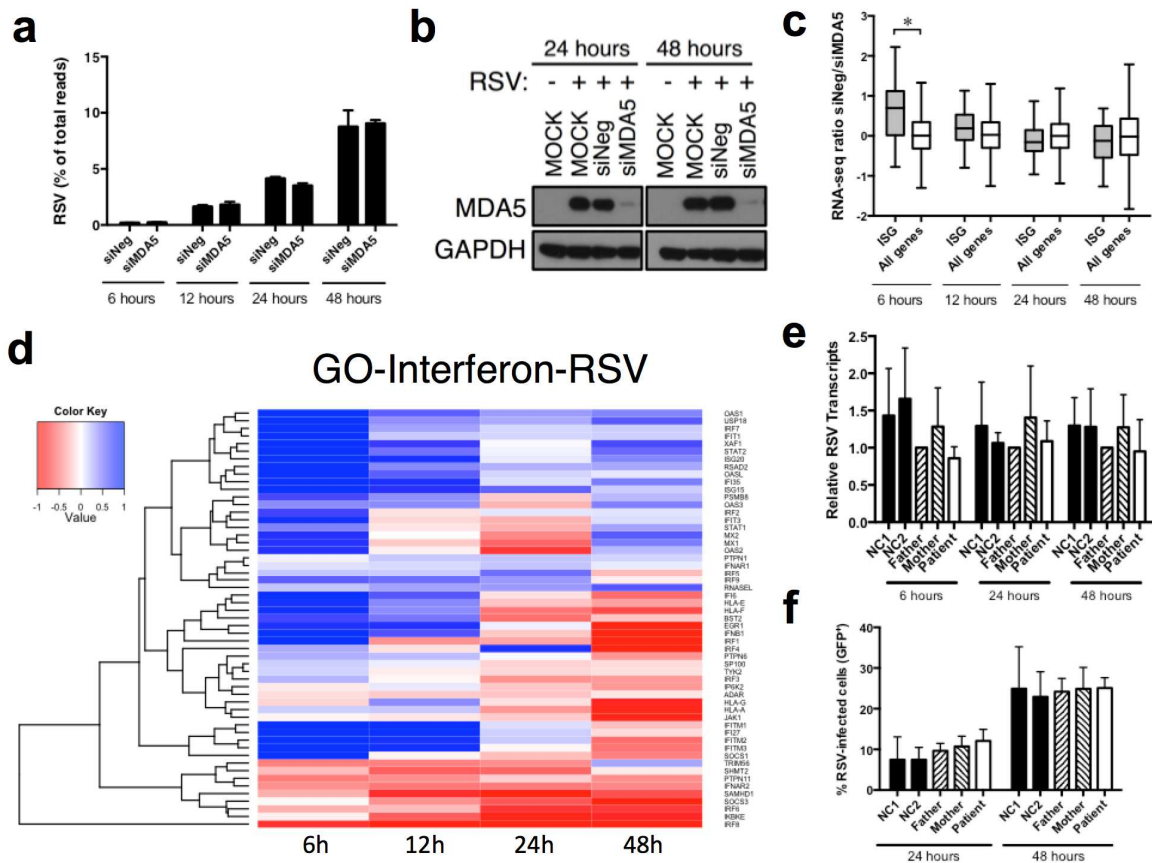 a
RSV (% of total reads)
15
10
5
0
siNeg
siMDA5
siNeg
siMDA5
siNeg
siMDA5
siNeg
siMDA5
6 hours
12 hours
24 hours
48 hours
b
24 hours
48 hours
RSV:
- + + +
- + + +
MOCK
MOCK
siNeg
siMDA5
MOCK
MOCK
siNeg
siMDA5
MDA5
GAPDH
c
RNA-seq ratio siNeg/siMDA5
3
2
1
0
-1
-2
*
ISG
All genes
ISG
All genes
ISG
All genes
ISG
All genes
6 hours
12 hours
24 hours
48 hours
d
GO-Interferon-RSV
Color Key
-1 -0.5 0 0.5 1
Value
OAS1
USP18
IRF7
IFIT1
XAF1
STAT2
ISG20
RSAD2
OASL
IFI35
ISG15
PSMB8
OAS3
IRF2
IFIT3
STAT1
MX2
MX1
OAS2
PTPN1
IFNAR1
IRF5
IRF9
RNASEL
IFI6
HLA-E
HLA-F
BST2
EGR1
IFNB1
IRF1
IRF4
PTPN6
SP100
TYK2
IRF3
IP6K2
ADAR
HLA-G
HLA-A
JAK1
IFITM1
IFI27
IFITM2
IFITM3
SOCS1
TRIM56
SHMT2
PTPN11
IFNAR2
SAMHD1
SOCS3
IRF6
IKBKE
IRF8
6h
12h
24h
48h
e
Relative RSV Transcripts
2.5
2.0
1.5
1.0
0.5
0.0
NC1
NC2
Father
Mother
Patient
NC1
NC2
Father
Mother
Patient
NC1
NC2
Father
Mother
Patient
6 hours
24 hours
48 hours
f
% RSV-infected cells (GFP⁺)
40
30
20
10
0
NC1
NC2
Father
Mother
Patient
NC1
NC2
Father
Mother
Patient
24 hours
48 hours